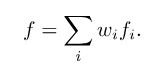 f = \sum_i w_i f_i.